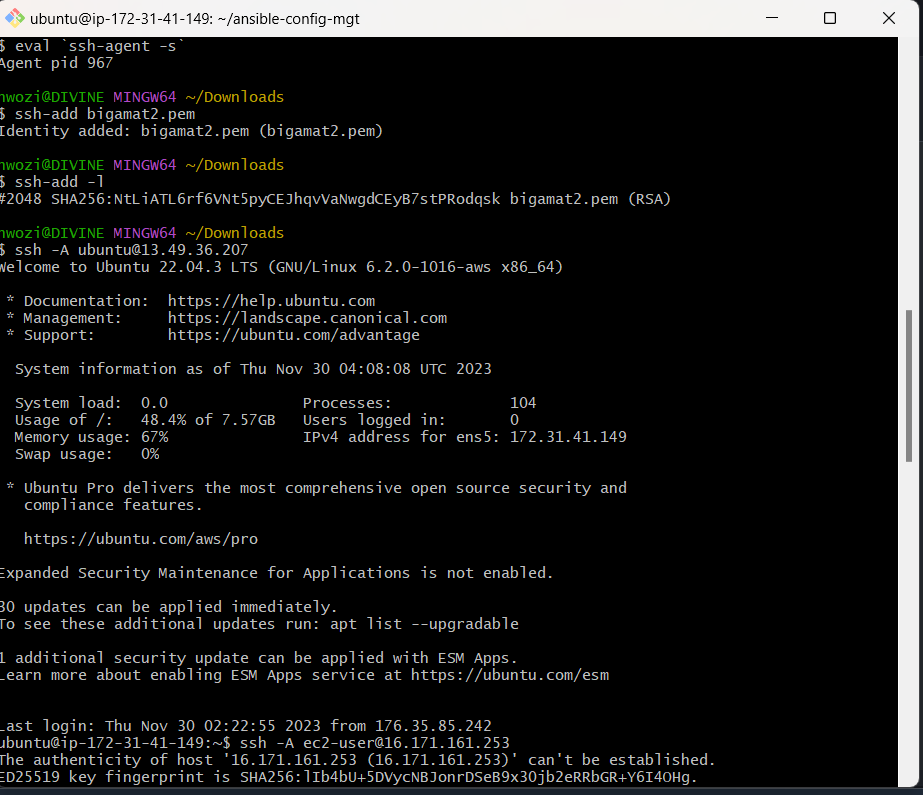 ubuntu@ip-172-31-41-149: ~/ansible-config-mgt
$ eval `ssh-agent -s`
Agent pid 967
nwozi@DIVINE MINGW64 ~/Downloads
$ ssh-add bigamat2.pem
Identity added: bigamat2.pem (bigamat2.pem)
nwozi@DIVINE MINGW64 ~/Downloads
$ ssh-add -l
#2048 SHA256:NtLiATL6rf6VNt5pyCEJhqvVaNwgdCEyB7stPRodqsk bigamat2.pem (RSA)
nwozi@DIVINE MINGW64 ~/Downloads
$ ssh -A ubuntu@13.49.36.207
Welcome to Ubuntu 22.04.3 LTS (GNU/Linux 6.2.0-1016-aws x86_64)
* Documentation:  https://help.ubuntu.com
* Management:     https://landscape.canonical.com
* Support:        https://ubuntu.com/advantage
System information as of Thu Nov 30 04:08:08 UTC 2023
System load:  0.0               Processes:             104
Usage of /:   48.4% of 7.57GB   Users logged in:       0
Memory usage: 67%               IPv4 address for ens5: 172.31.41.149
Swap usage:   0%
* Ubuntu Pro delivers the most comprehensive open source security and
compliance features.
https://ubuntu.com/aws/pro
Expanded Security Maintenance for Applications is not enabled.
30 updates can be applied immediately.
To see these additional updates run: apt list --upgradable
1 additional security update can be applied with ESM Apps.
Learn more about enabling ESM Apps service at https://ubuntu.com/esm
Last login: Thu Nov 30 02:22:55 2023 from 176.35.85.242
ubuntu@ip-172-31-41-149:~$ ssh -A ec2-user@16.171.161.253
The authenticity of host '16.171.161.253 (16.171.161.253)' can't be established.
ED25519 key fingerprint is SHA256:lIb4bU+5DVycNBJonrDSeB9x3Ojb2eRRbGR+Y6I4OHg.